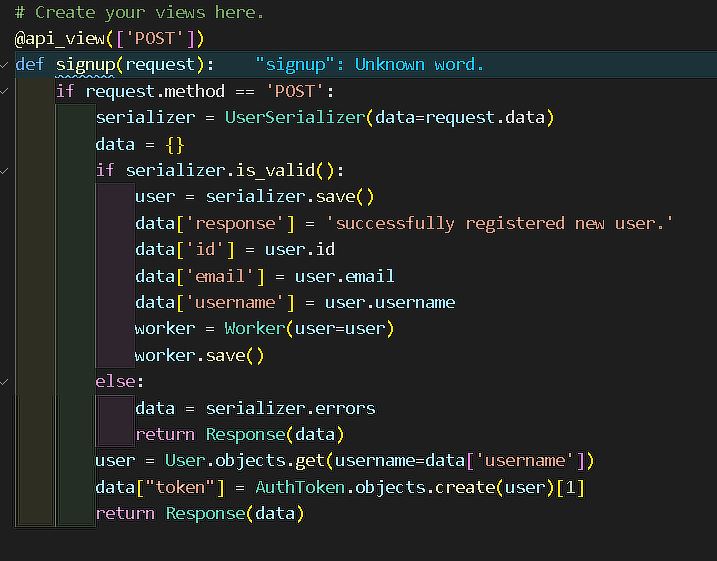 # Create your views here.
@api_view(['POST'])
def signup(request):    "signup": Unknown word.
    if request.method == 'POST':
        serializer = UserSerializer(data=request.data)
        data = {}
        if serializer.is_valid():
            user = serializer.save()
            data['response'] = 'successfully registered new user.'
            data['id'] = user.id
            data['email'] = user.email
            data['username'] = user.username
            worker = Worker(user=user)
            worker.save()
        else:
            data = serializer.errors
            return Response(data)
        user = User.objects.get(username=data['username'])
        data["token"] = AuthToken.objects.create(user)[1]
        return Response(data)